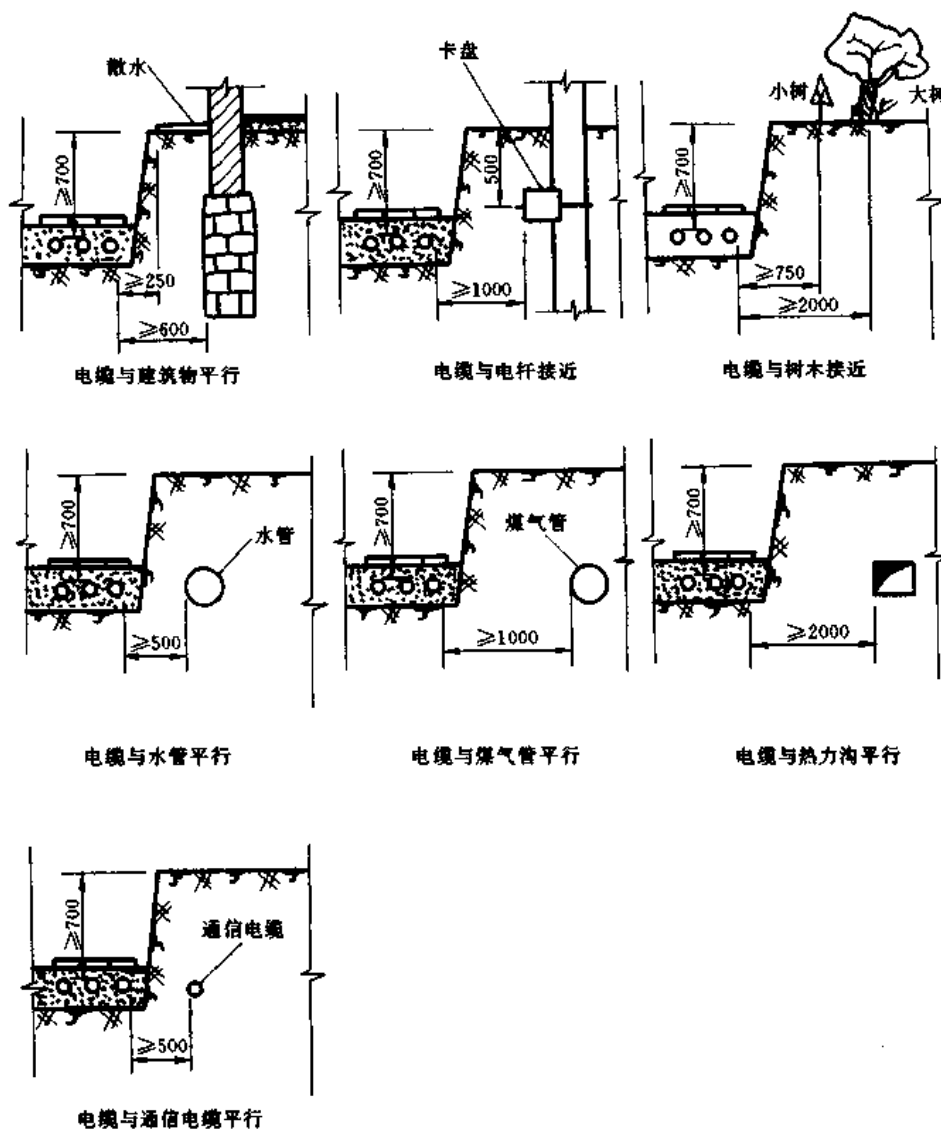 散水
≥700
≥250
≥600
电缆与建筑物平行
卡盘
≥700
500
≥1000
电缆与电杆接近
小树
大树
≥700
≥750
≥2000
电缆与树木接近
≥700
水管
≥500
电缆与水管平行
≥700
煤气管
≥1000
电缆与煤气管平行
≥700
≥2000
电缆与热力沟平行
≥700
通信电缆
≥500
电缆与通信电缆平行